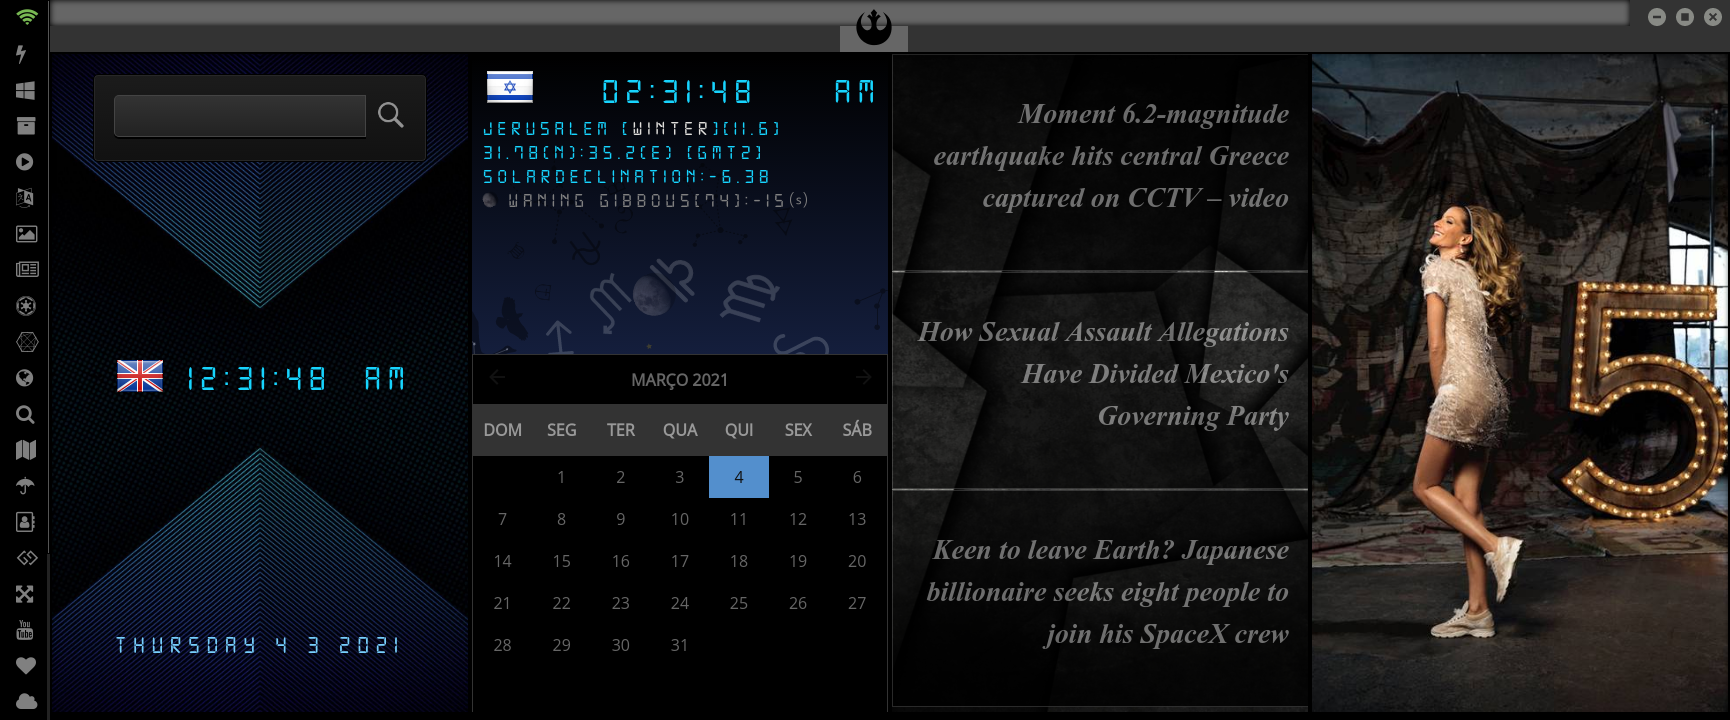 02:31:48 AM
JERUSALEM (WINTER)(11.6)
31.78(N):35.2(E) (GMT2)
SOLARDECLINATION:-6.38
WANING GIBBOUS(74):-15(s)
12:31:48 AM
THURSDAY 4 3 2021
MARÇO 2021
DOM SEG TER QUA QUI SEX SÁB
1 2 3 4 5 6
7 8 9 10 11 12 13
14 15 16 17 18 19 20
21 22 23 24 25 26 27
28 29 30 31
Moment 6.2-magnitude
earthquake hits central Greece
captured on CCTV – video
How Sexual Assault Allegations
Have Divided Mexico's
Governing Party
Keen to leave Earth? Japanese
billionaire seeks eight people to
join his SpaceX crew
5
You
Tube